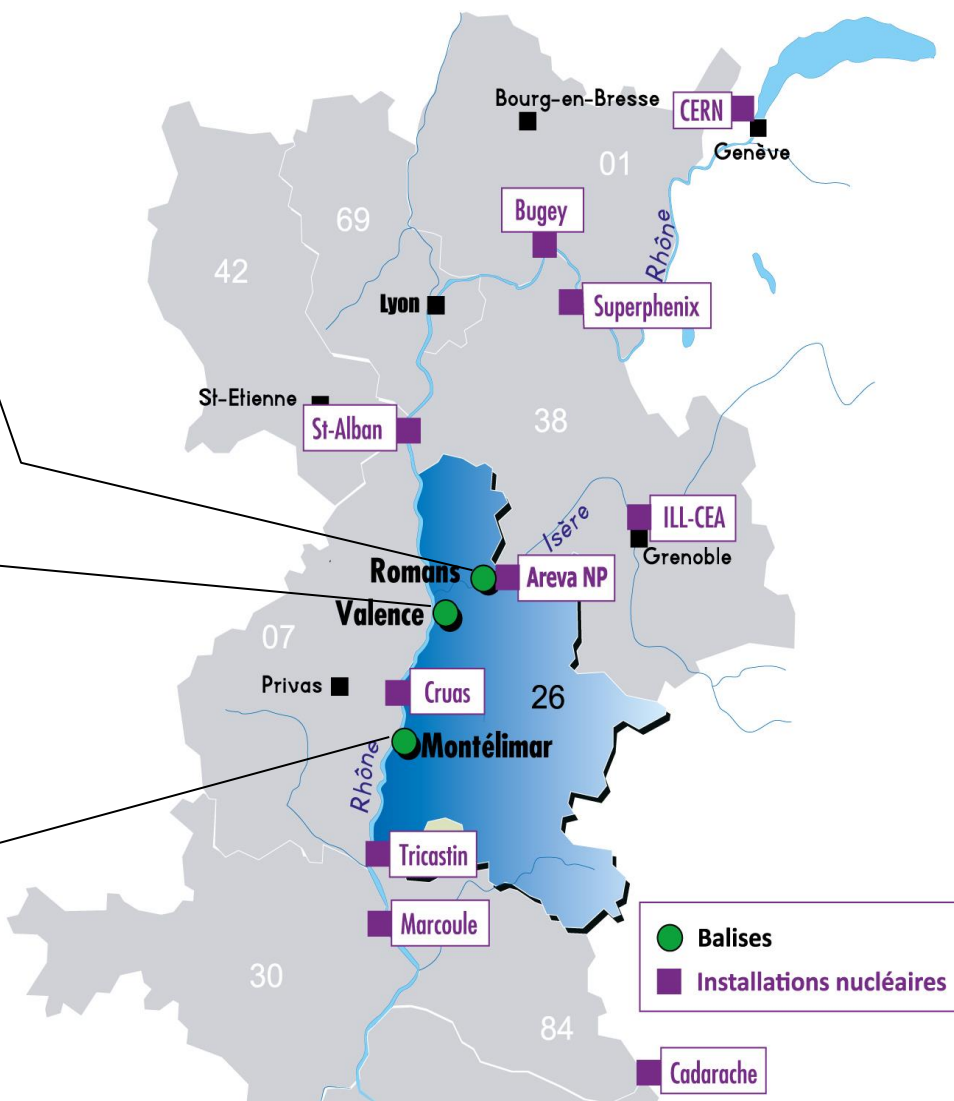 Bourg-en-Bresse
CERN
Genève
01
Bugey
69
Rhône
42
Superphenix
Lyon
St-Etienne
St-Alban
38
ILL-CEA
Isère
Grenoble
Romans
Areva NP
Valence
07
Privas
Cruas
26
Montélimar
Rhône
Tricastin
Marcoule
Balises
Installations nucléaires
30
84
Cadarache